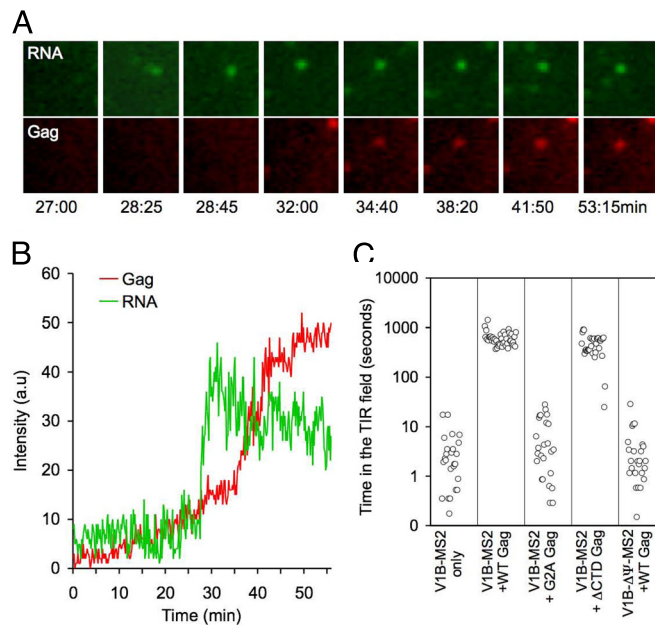 A
RNA
Gag
27:00 28:25 28:45 32:00 34:40 38:20 41:50 53:15min
B
60
50
40
30
20
10
0
Intensity (a.u)
Gag
RNA
0 10 20 30 40 50
Time (min)
C
10000
1000
100
10
1
0
Time in the TIR field (seconds)
V1B-MS2
only
V1B-MS2
+WT Gag
V1B-MS2
+ G2A Gag
V1B-MS2
+ ΔCTD Gag
V1B-ΔΨ-MS2
+WT Gag